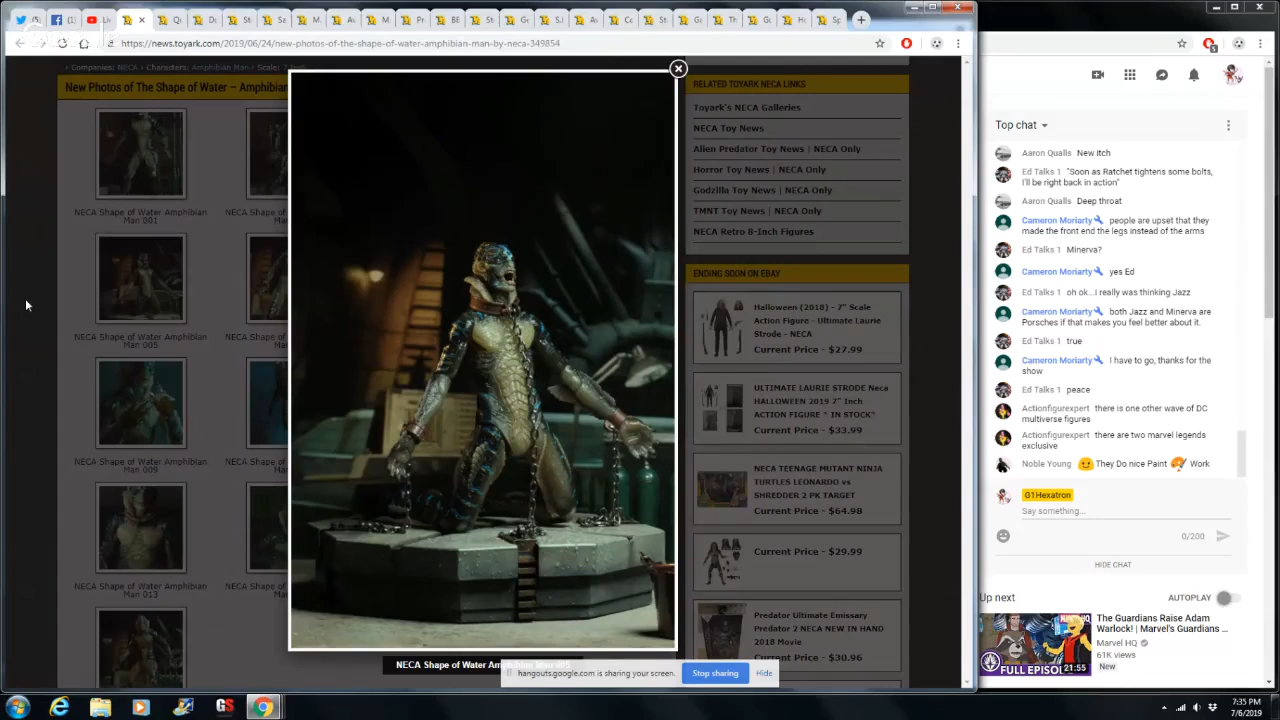 https://news.toyark.com/2019/06/24/new-photos-of-the-shape-of-water-amphibian-man-by-neca-349854
• Companies: NECA • Characters: Amphibian Man • Scale: 7
New Photos of The Shape of Water – Amphibian
NECA Shape of Water Amphibian
Man 001
NECA Shape of Water Amphibian
Man 005
NECA Shape of Water Amphibian
Man 009
NECA Shape of Water Amphibian
Man 013
NECA Shape of Water Amphibian Man 005
hangouts.google.com is sharing your screen.
Stop sharing
Hide
RELATED TOYARK NECA LINKS
Toyark's NECA Galleries
NECA Toy News
Alien Predator Toy News | NECA Only
Horror Toy News | NECA Only
Godzilla Toy News | NECA Only
TMNT Toy News | NECA Only
NECA Retro 8-Inch Figures
ENDING SOON ON EBAY
Halloween (2018) - 7" Scale
Action Figure - Ultimate Laurie
Strode - NECA
Current Price - $27.99
ULTIMATE LAURIE STRODE Neca
HALLOWEEN 2019 7" Inch
ACTION FIGURE * IN STOCK*
Current Price - $33.99
NECA TEENAGE MUTANT NINJA
TURTLES LEONARDO vs
SHREDDER 2 PK TARGET
Current Price - $64.98
Current Price - $29.99
Predator Ultimate Emissary
Predator 2 NECA NEW IN HAND
2018 Movie
Current Price - $30.96
Top chat
Aaron Qualls New itch
Ed Talks 1 "Soon as Ratchet tightens some bolts,
I'll be right back in action"
Aaron Qualls Deep throat
Cameron Moriarty people are upset that they
made the front end the legs instead of the arms
Ed Talks 1 Minerva?
Cameron Moriarty yes Ed
Ed Talks 1 oh ok...I really was thinking Jazz
Cameron Moriarty both Jazz and Minerva are
Porsches if that makes you feel better about it.
Ed Talks 1 true
Cameron Moriarty I have to go, thanks for the
show
Ed Talks 1 peace
Actionfigurexpert there is one other wave of DC
multiverse figures
Actionfigurexpert there are two marvel legends
exclusive
Noble Young They Do nice Paint Work
G1Hexatron
Say something...
0/200
HIDE CHAT
Up next
AUTOPLAY
The Guardians Raise Adam
Warlock! | Marvel's Guardians ...
Marvel HQ
61K views
New
FULL EPISO
21:55
7:35 PM
7/6/2019